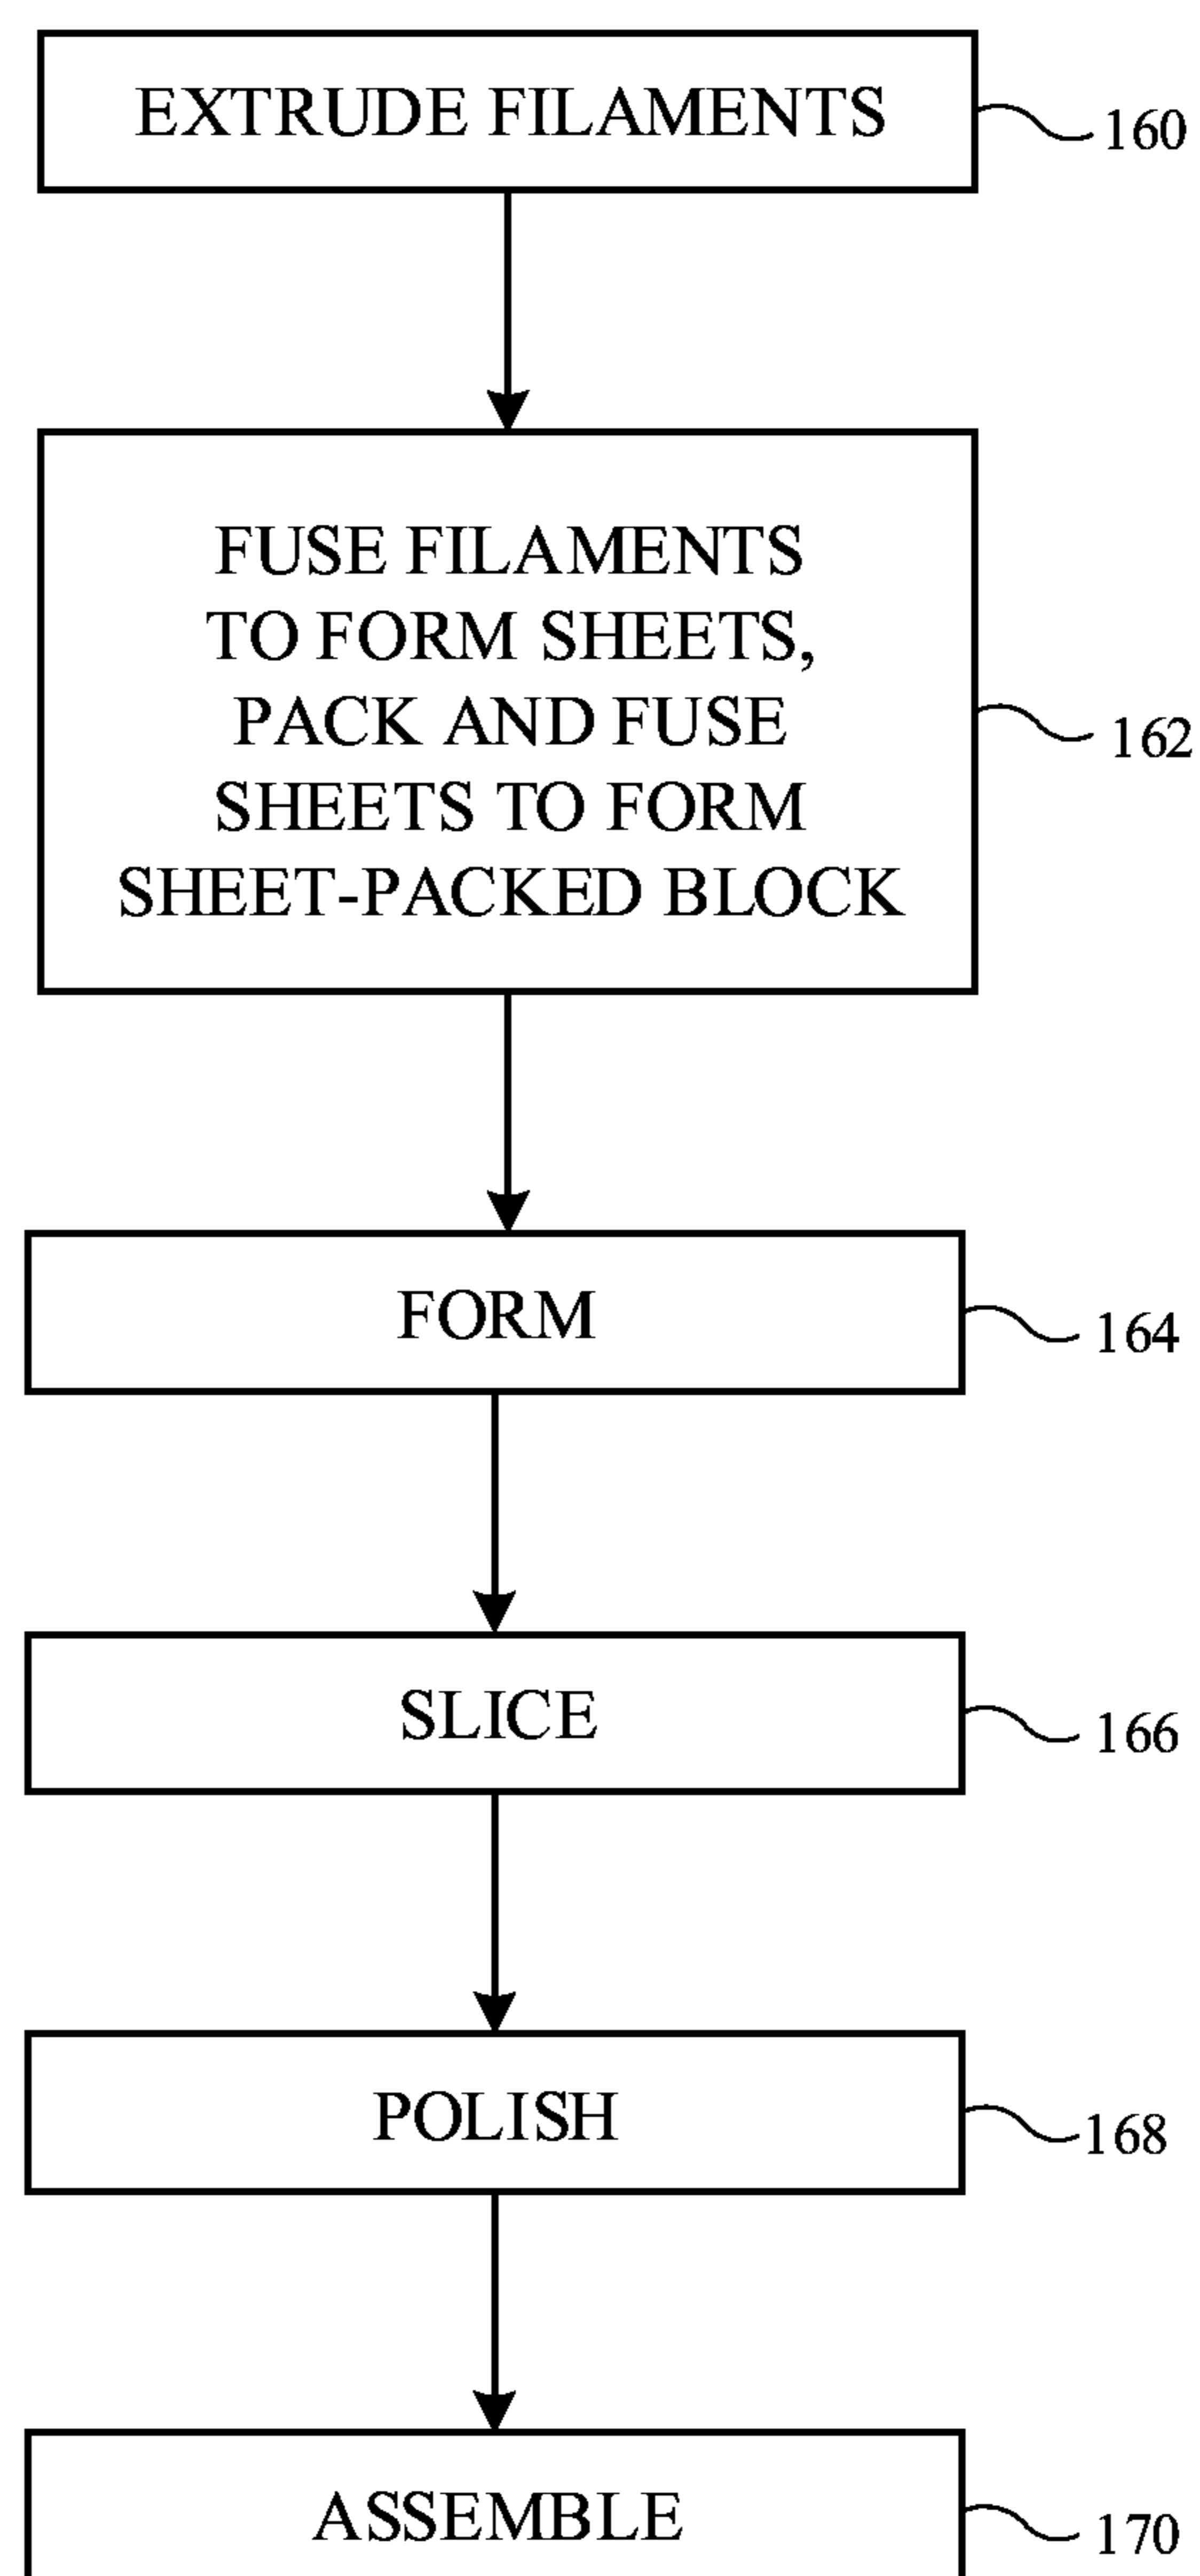 EXTRUDE FILAMENTS
160
FUSE FILAMENTS
TO FORM SHEETS,
PACK AND FUSE
SHEETS TO FORM
SHEET-PACKED BLOCK
162
FORM
164
SLICE
166
POLISH
168
ASSEMBLE
170